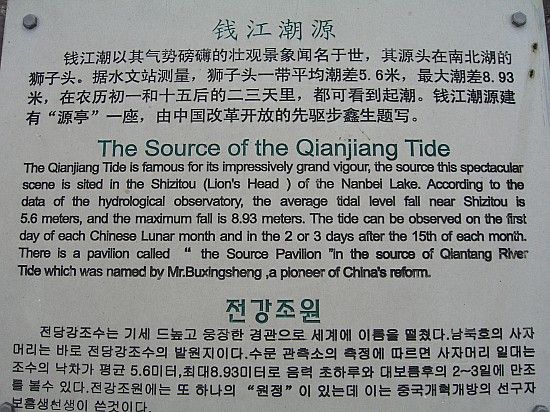 钱江潮源
钱江潮以其气势磅礴的壮观景象闻名于世，其源头在南北湖的
狮子头。据水文站测量，狮子头一带平均潮差5.6米，最大潮差8.93
米，在农历初一和十五后的二三天里，都可看到起潮。钱江潮源建
有“源亭”一座，由中国改革开放的先驱步鑫生题写。
The Source of the Qianjiang Tide
The Qianjiang Tide is famous for its impressively grand vigour, the source this spectacular
scene is sited in the Shizitou (Lion's Head ) of the Nanbei Lake. According to the
data of the hydrological observatory, the average tidal level fall near Shizitou is
5.6 meters, and the maximum fall is 8.93 meters. The tide can be observed on the first
day of each Chinese Lunar month and in the 2 or 3 days after the 15th of each month.
There is a pavilion called “ the Source Pavilion "in the source of Qiantang River
Tide which was named by Mr.Buxingsheng ,a pioneer of China's reform.
전강조원
전당강조수는 기세 드높고 웅장한 경관으로 세계에 이름을 떨쳤다.남북호의 사자
머리는 바로 전당강조수의 발원지이다.수문 관측소의 측정에 따르면 사자머리 일대는
조수의 낙차가 평균 5.6미터,최대8.93미터로 음력 초하루와 대보름후의 2~3일에 만조
를 볼수 있다.전강조원에는 또 하나의 “원정”이 있는데 이는 중국개혁개방의 선구자
보흠생선생이 쓴것이다.